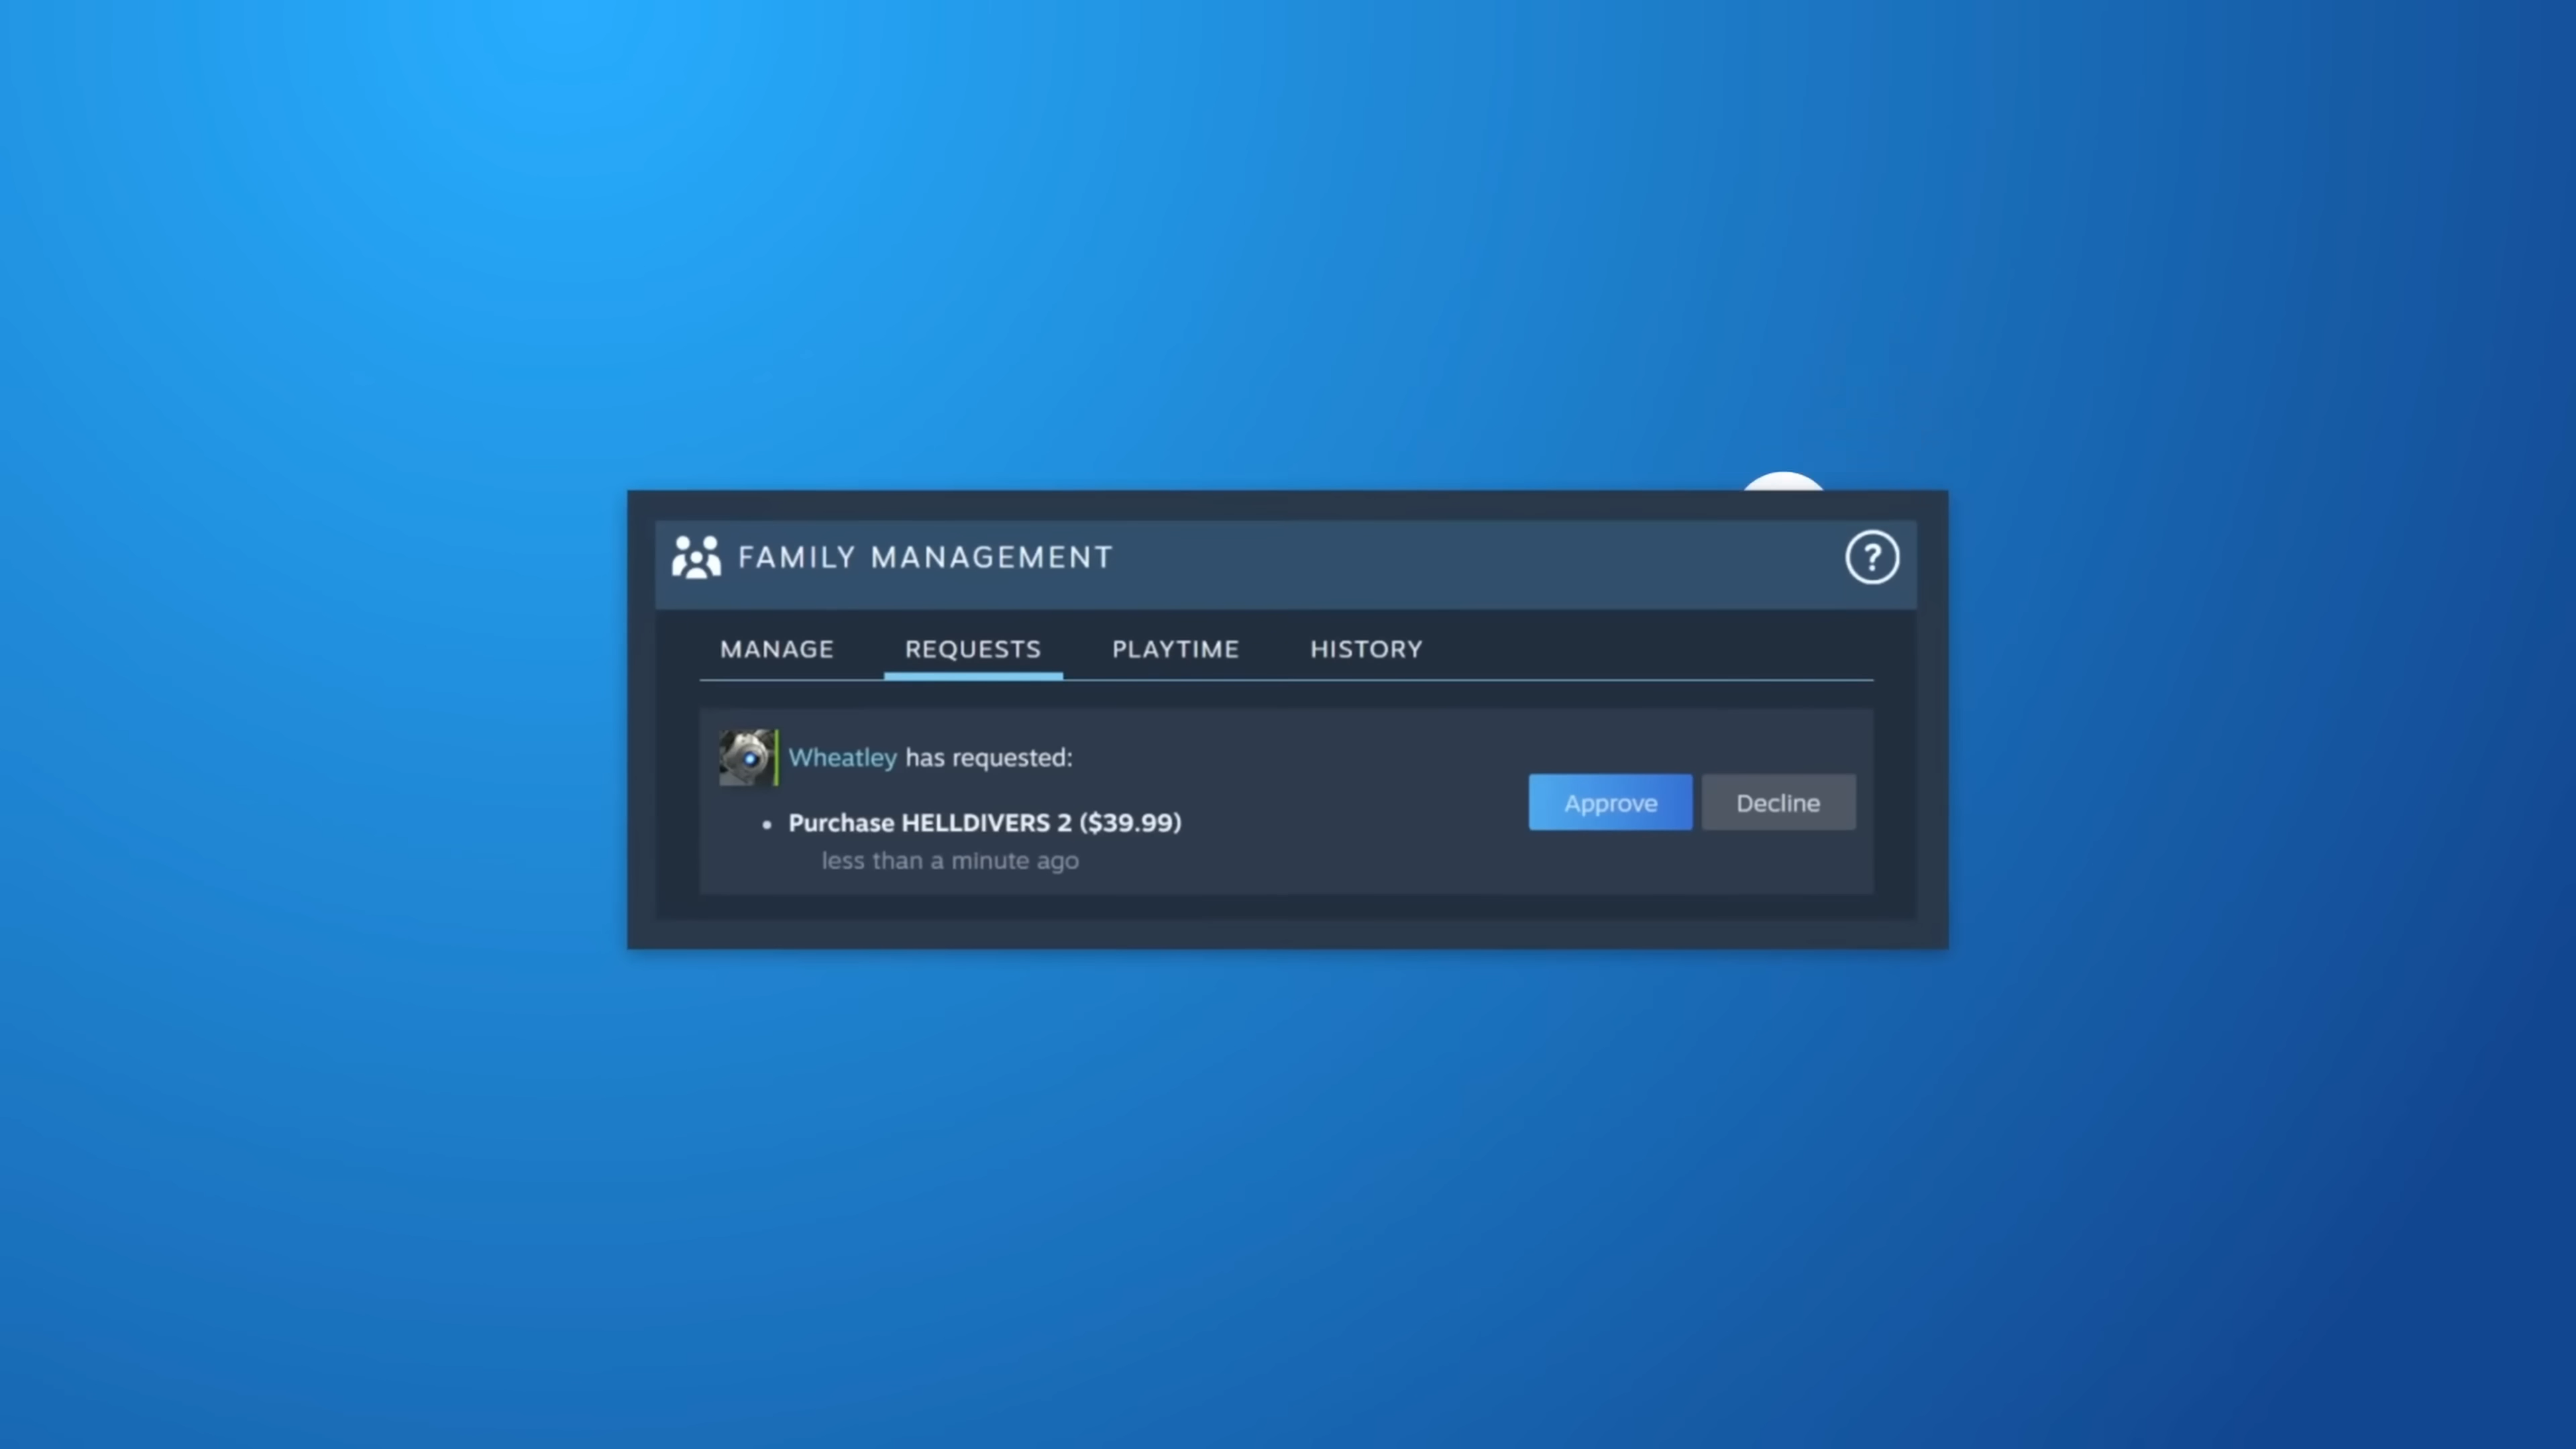 FAMILY MANAGEMENT
?
MANAGE REQUESTS PLAYTIME HISTORY
Wheatley has requested:
• Purchase HELLDIVERS 2 ($39.99)
less than a minute ago
Approve Decline